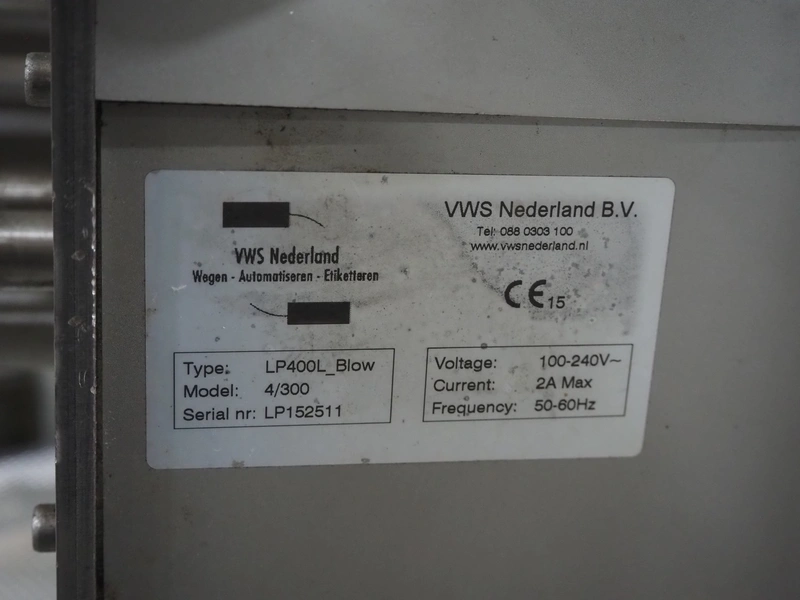 VWS Nederland
Wegen - Automatiseren - Etiketteren
VWS Nederland B.V.
Tel: 088 0303 100
www.vwsnederland.nl
CE 15
Type: LP400L_Blow
Model: 4/300
Serial nr: LP152511
Voltage: 100-240V~
Current: 2A Max
Frequency: 50-60Hz